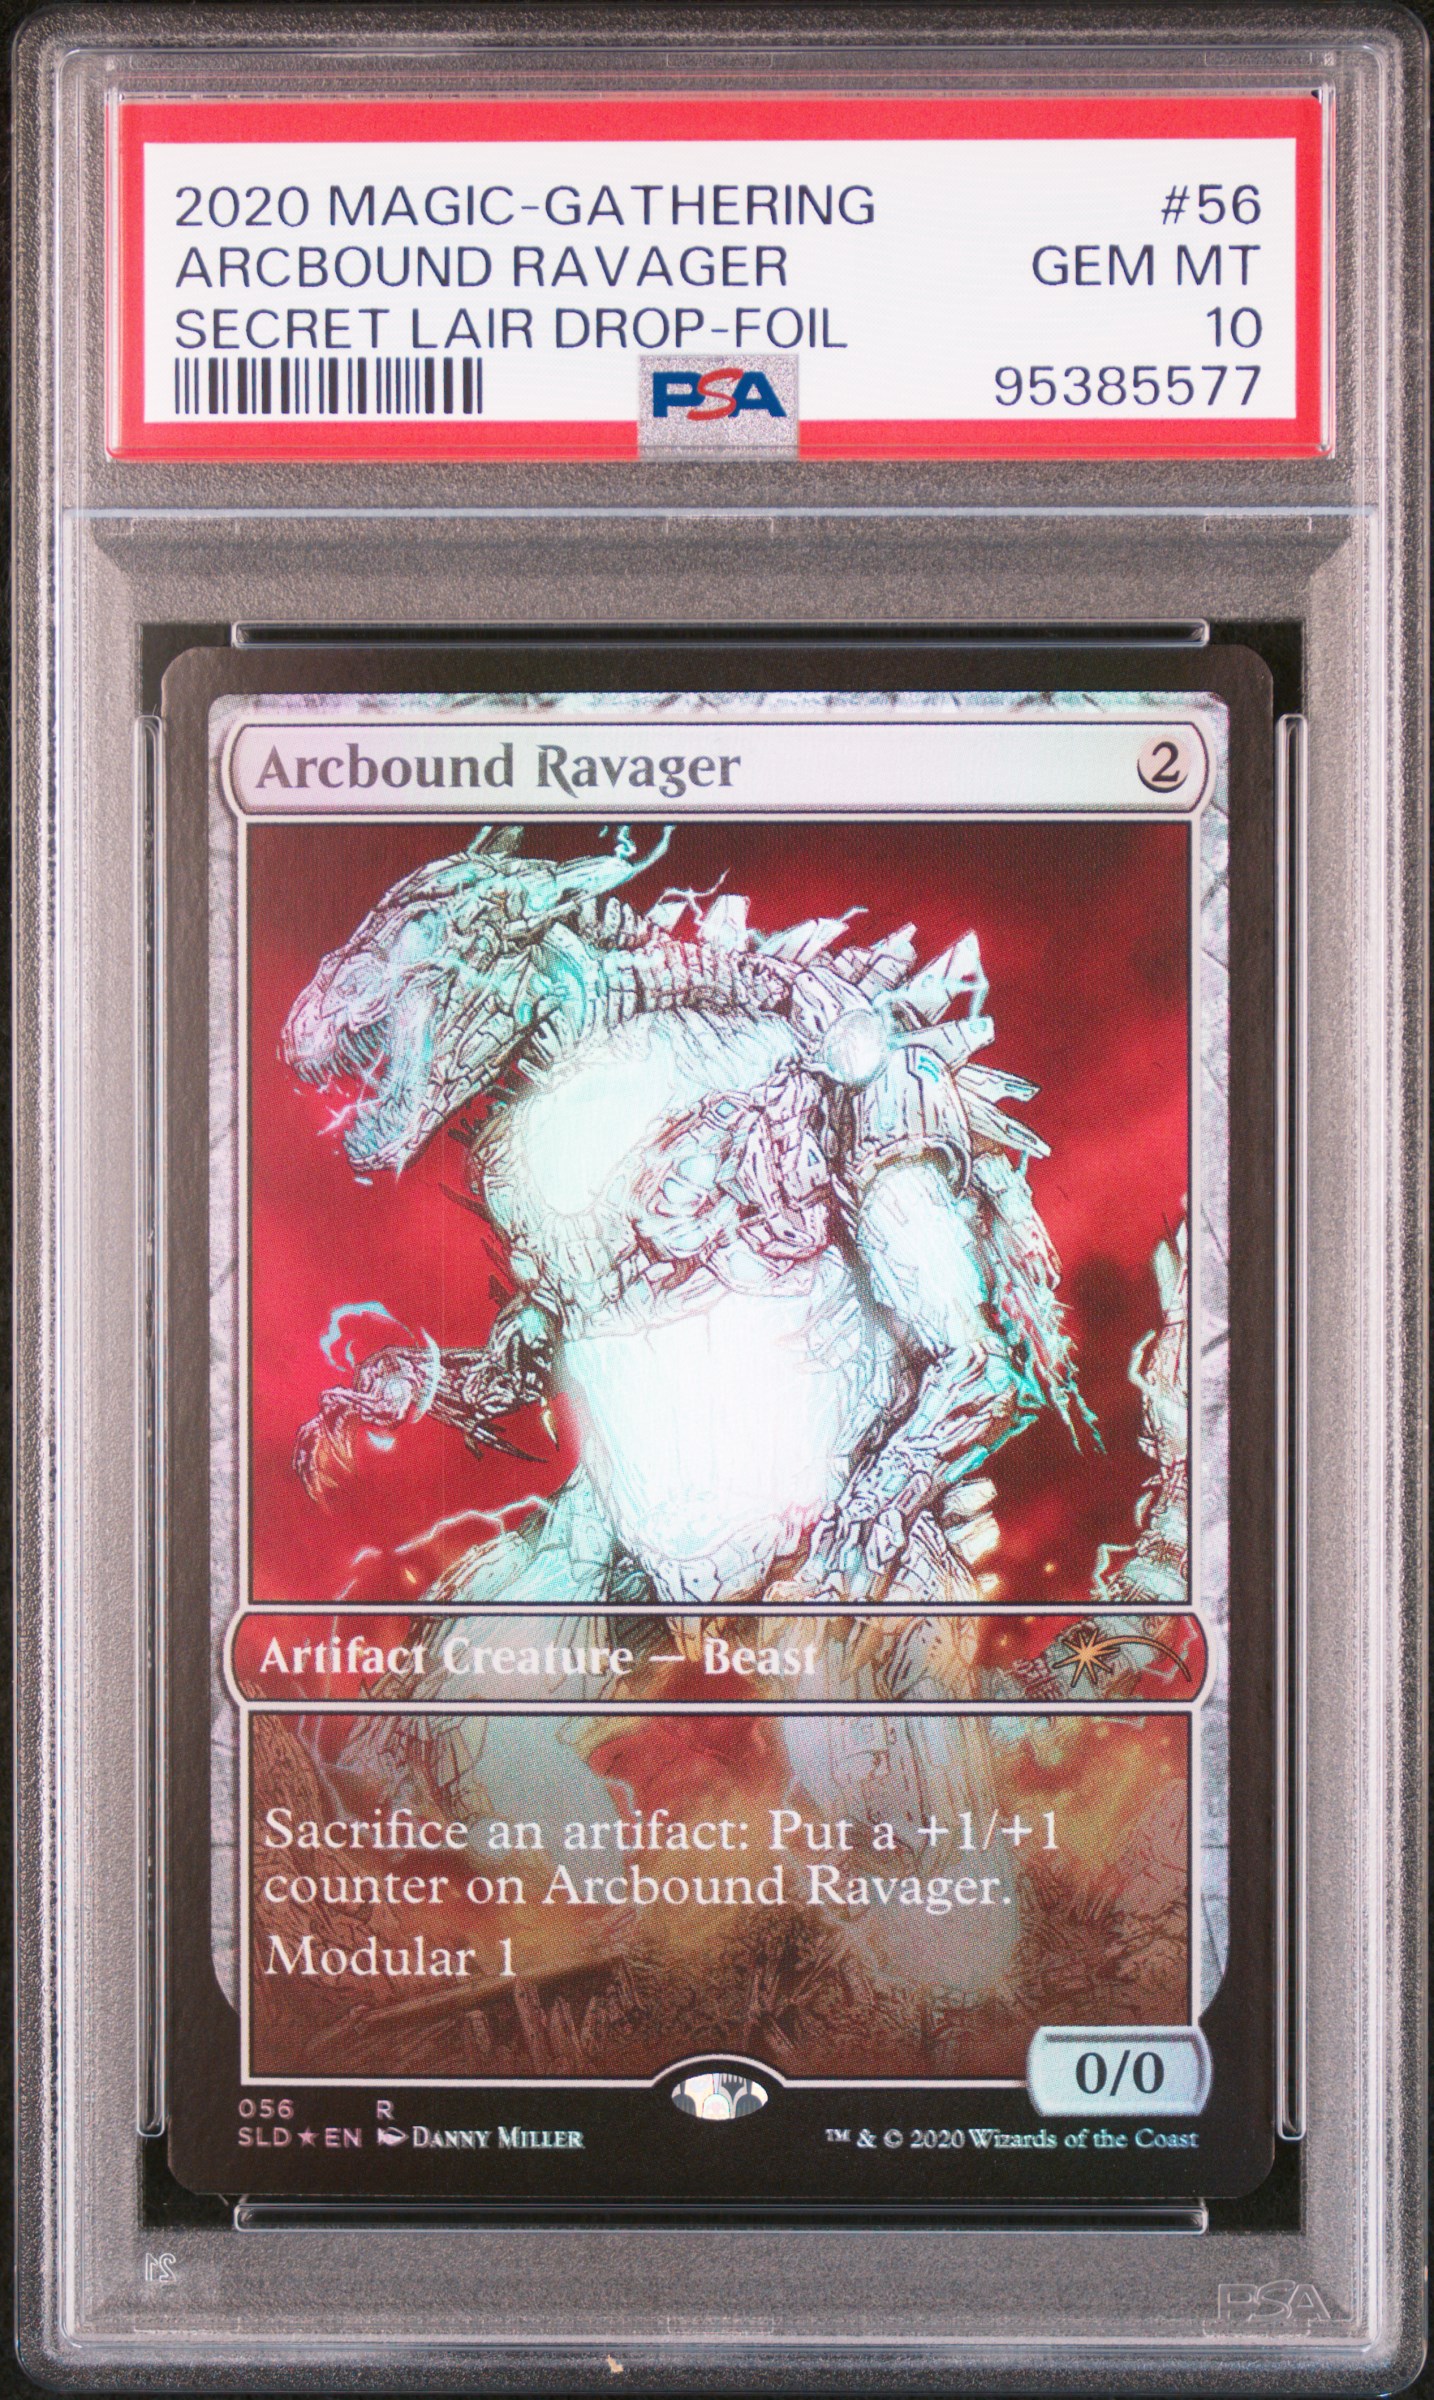 2020 MAGIC-GATHERING #56
ARCBOUND RAVAGER GEM MT
SECRET LAIR DROP-FOIL 10
PSA 95385577
Arcbound Ravager 2
Artifact Creature — Beast
Sacrifice an artifact: Put a +1/+1
counter on Arcbound Ravager.
Modular 1
0/0
056 R
SLD★EN DANNY MILLER ™ & © 2020 Wizards of the Coast
21
PSA